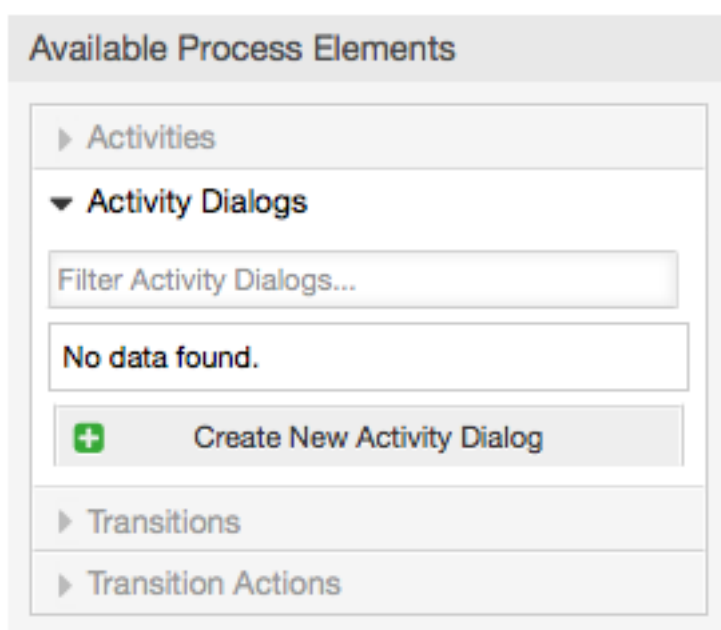 Available Process Elements
Activities
Activity Dialogs
Filter Activity Dialogs...
No data found.
Create New Activity Dialog
Transitions
Transition Actions